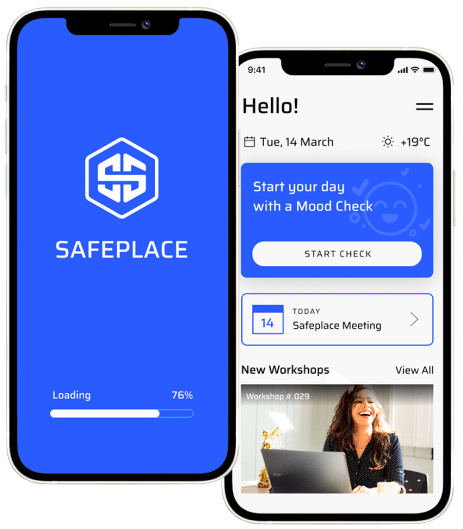 SAFEPLACE
Loading 76%
9:41
Hello!
Tue, 14 March +19°C
Start your day
with a Mood Check
START CHECK
14
TODAY
Safeplace Meeting
New Workshops View All
Workshop # 029